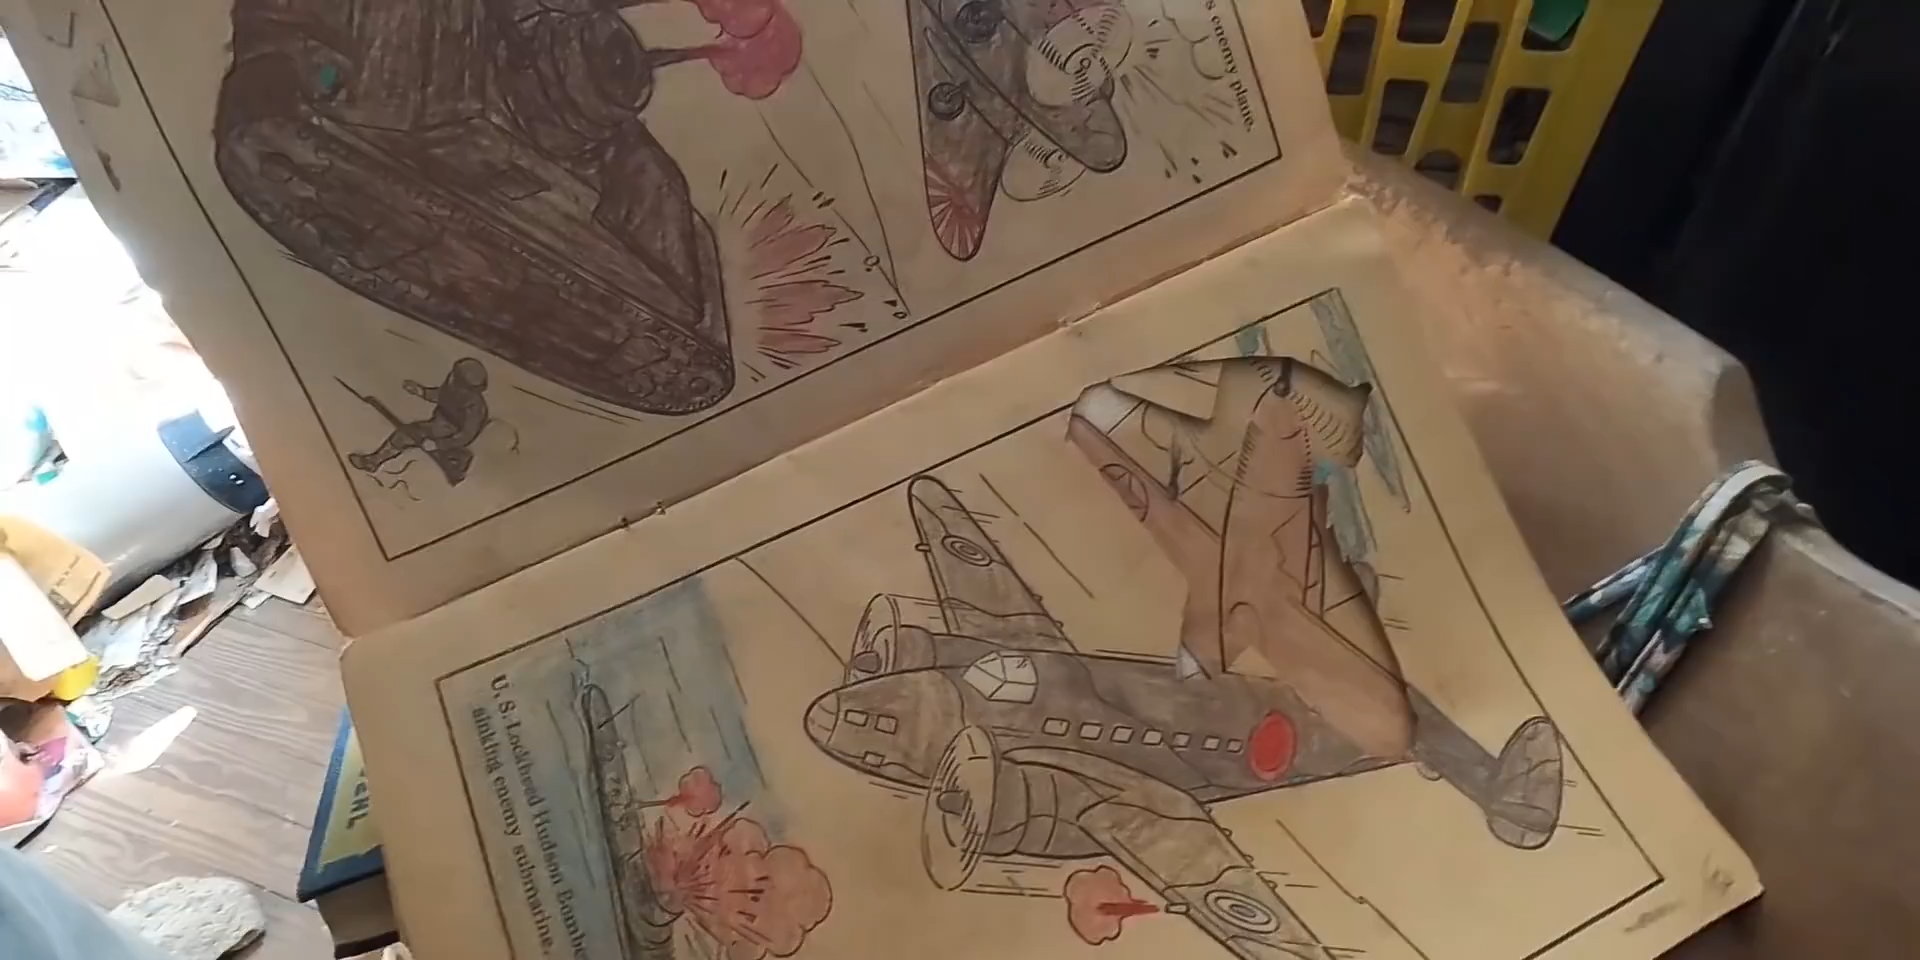 s enemy plane.
U. S. Lockheed Hudson Bombe
sinking enemy submarine.